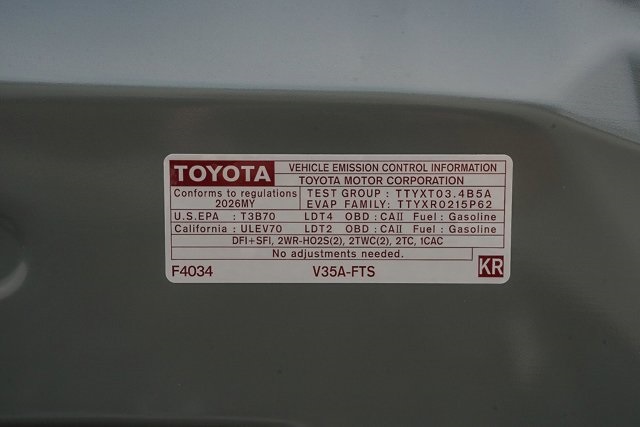 TOYOTA VEHICLE EMISSION CONTROL INFORMATION
TOYOTA MOTOR CORPORATION
Conforms to regulations TEST GROUP : TTYXT03.4B5A
2026MY EVAP FAMILY: TTYXR0215P62
U.S.EPA : T3B70 LDT4 OBD : CAII Fuel : Gasoline
California : ULEV70 LDT2 OBD : CAII Fuel : Gasoline
DFI+SFI, 2WR-HO2S(2), 2TWC(2), 2TC, 1CAC
No adjustments needed.
F4034 V35A-FTS KR